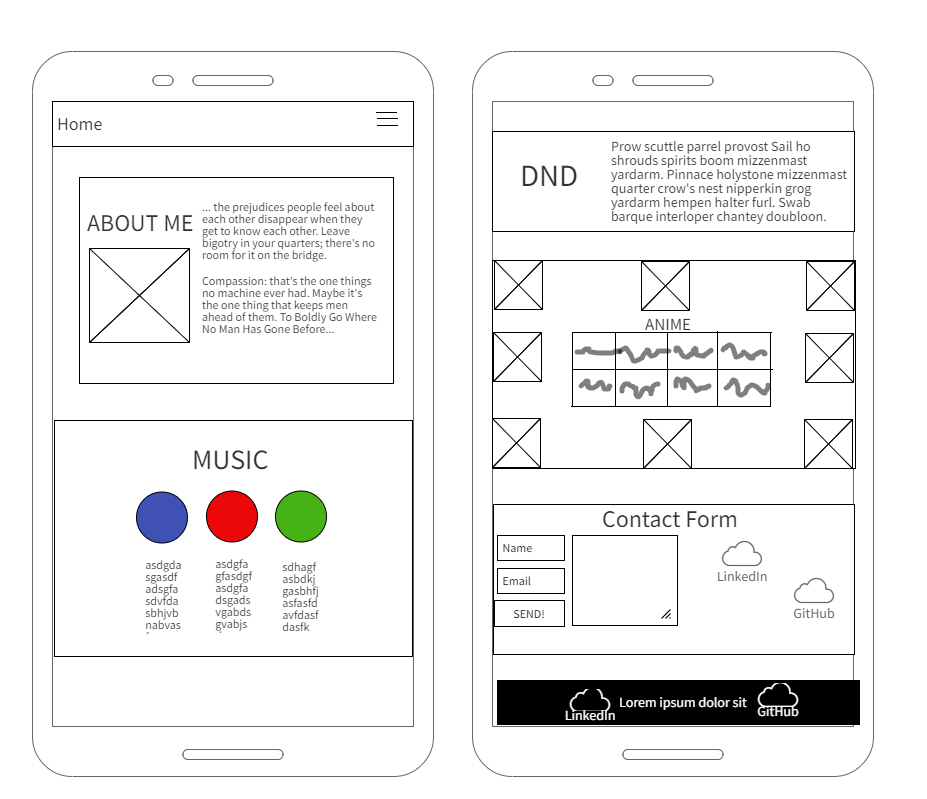 Home
ABOUT ME
... the prejudices people feel about
each other disappear when they
get to know each other. Leave
bigotry in your quarters; there's no
room for it on the bridge.
Compassion: that's the one things
no machine ever had. Maybe it's
the one thing that keeps men
ahead of them. To Boldly Go Where
No Man Has Gone Before...
MUSIC
asdgda
sgasdf
adsgfa
sdvfda
sbhjvb
nabvas
asdgfa
gfasdgf
asdgfa
dsgads
vgabds
gvabjs
sdhagf
asbdkj
gasbhfj
asfasfd
avfdasf
dasfk
DND
Prow scuttle parrel provost Sail ho
shrouds spirits boom mizzenmast
yardarm. Pinnace holystone mizzenmast
quarter crow's nest nipperkin grog
yardarm hempen halter furl. Swab
barque interloper chantey doubloon.
ANIME
Contact Form
Name
Email
SEND!
LinkedIn
GitHub
LinkedIn
Lorem ipsum dolor sit
GitHub